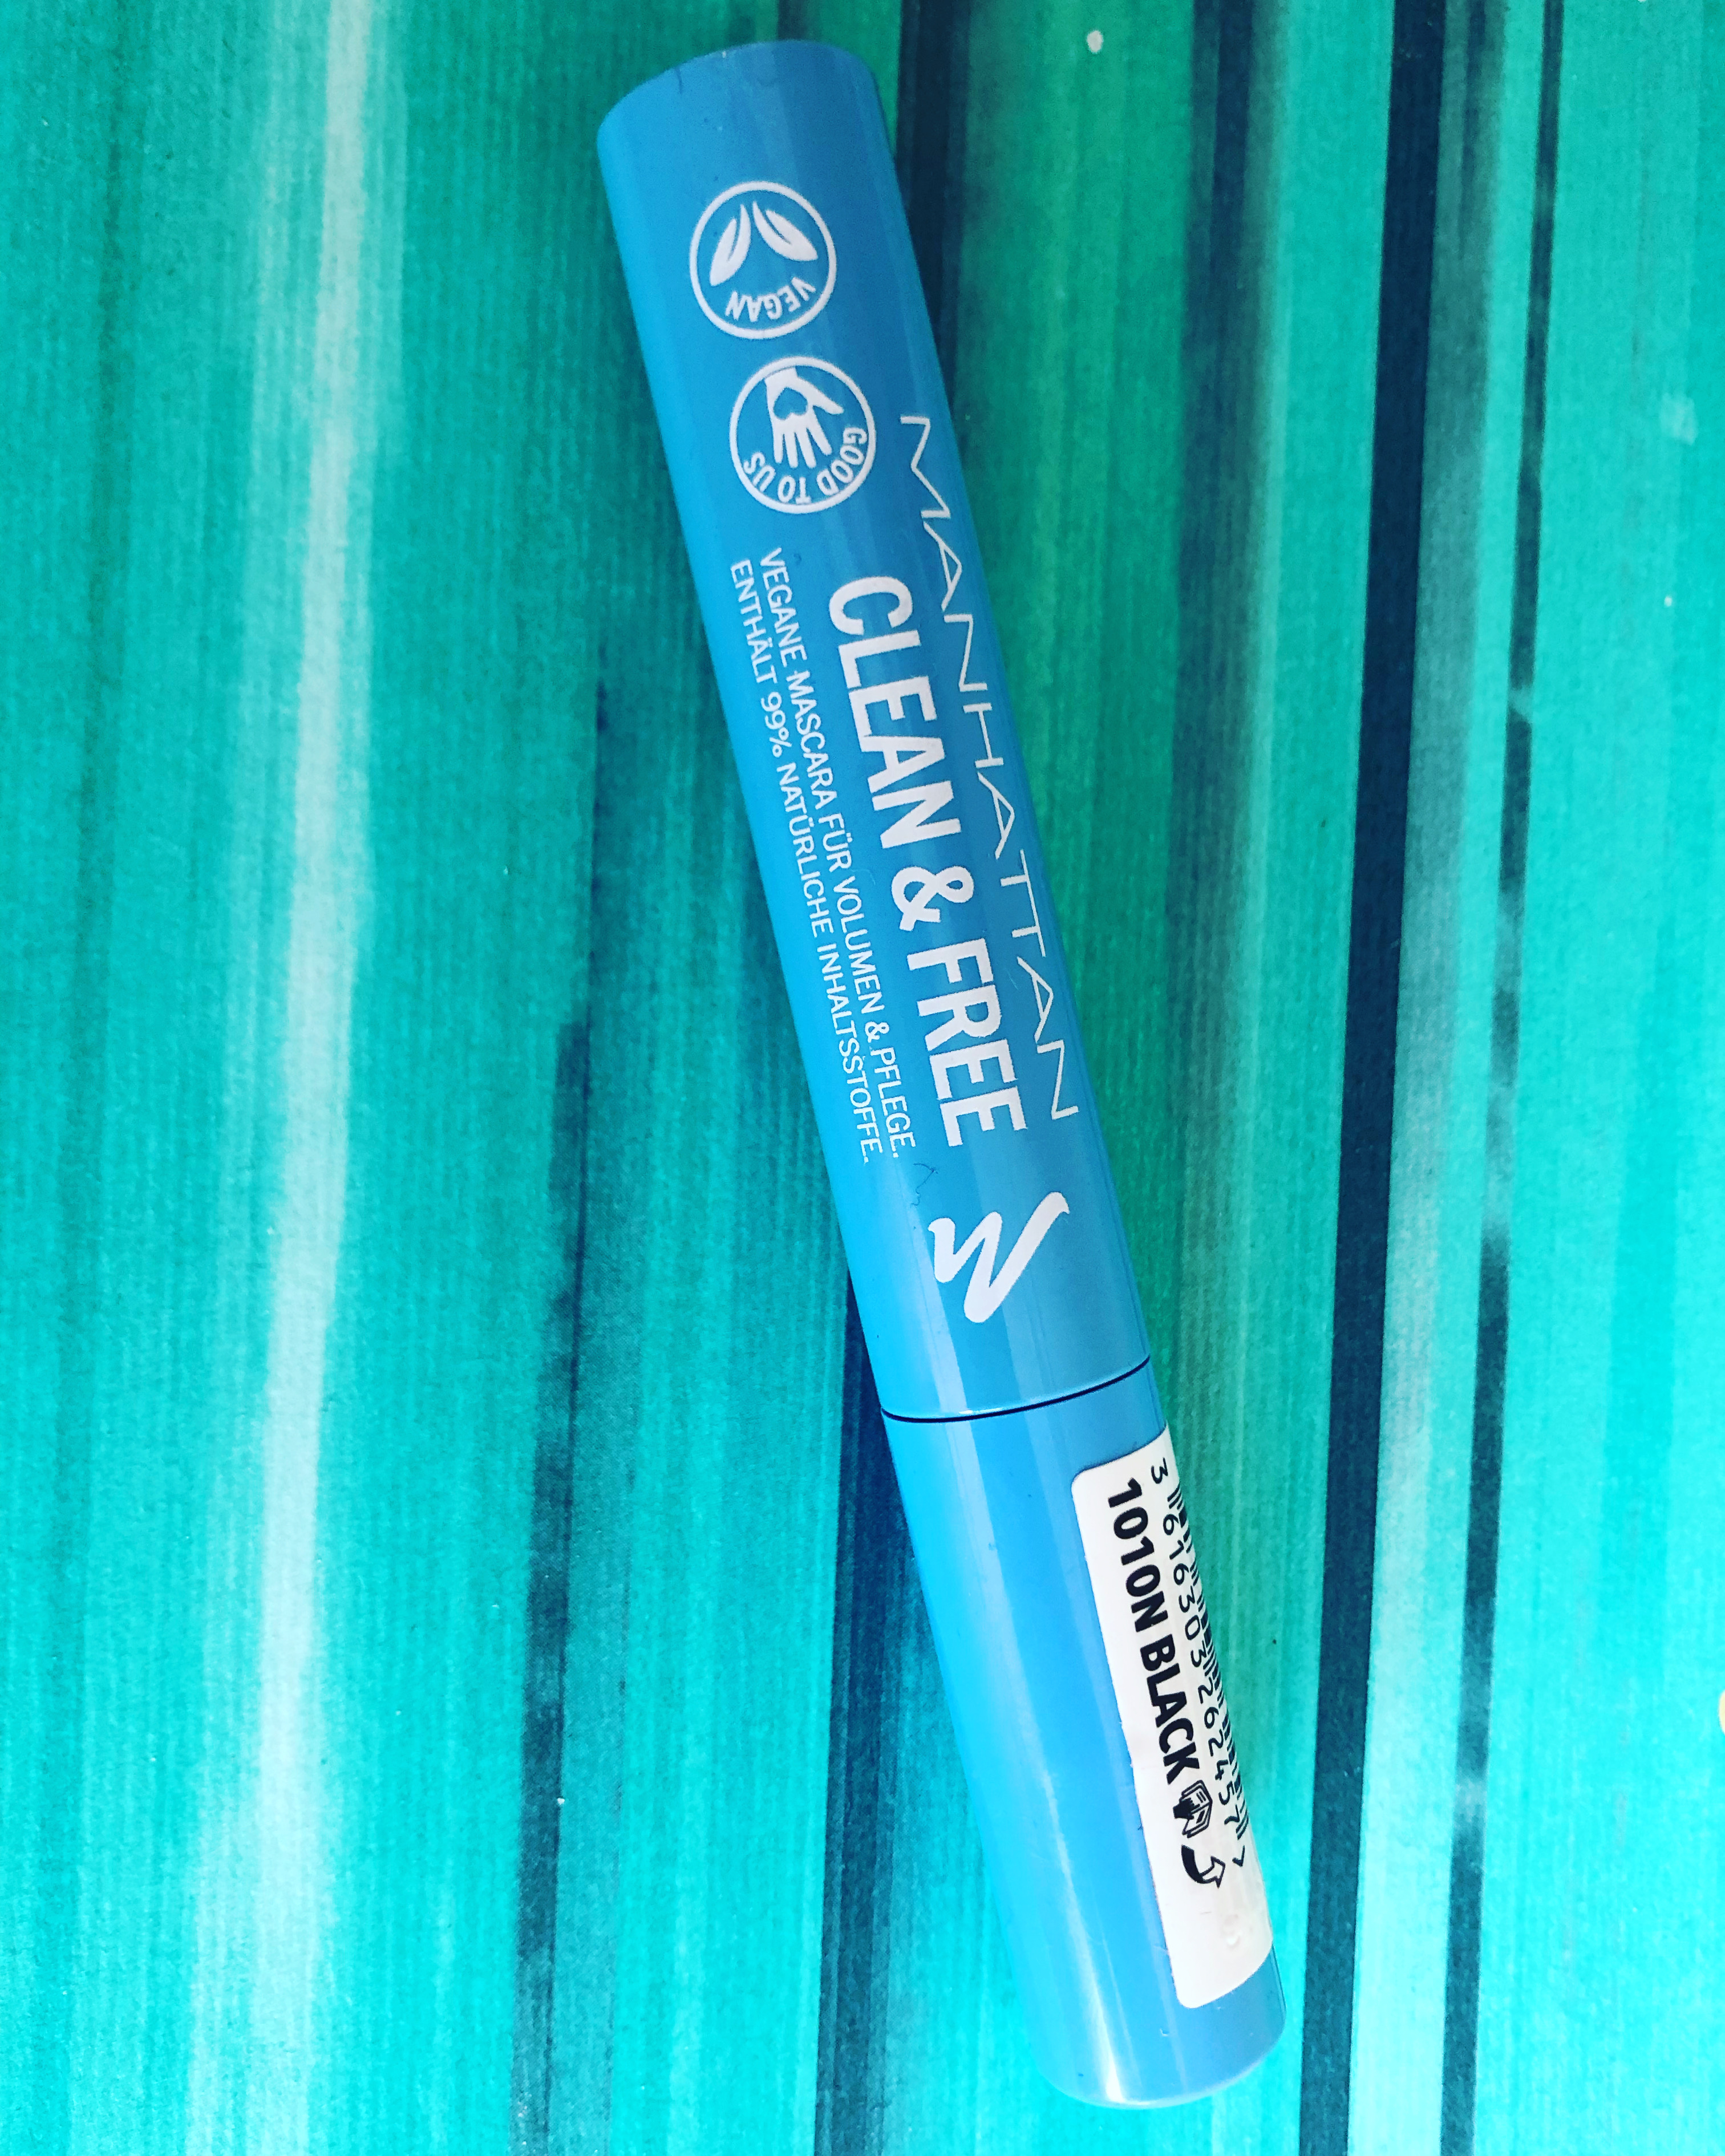 VEGAN
GOOD TO US
MANHATTAN
CLEAN & FREE
VEGANE MASCARA FÜR VOLUMEN & PFLEGE.
ENTHÄLT 99% NATÜRLICHE INHALTSSTOFFE.
3 616303 262457 >
1010N BLACK